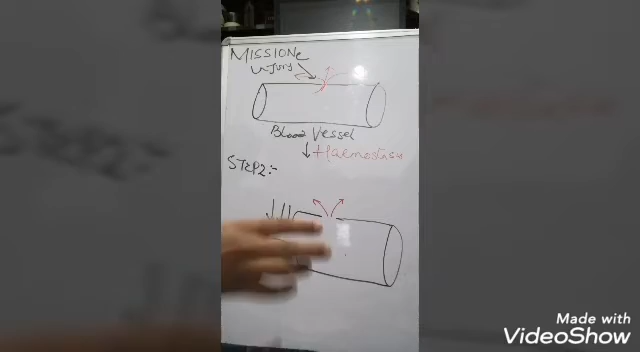 MISSION
Injury
Blood Vessel
Haemostasis
STEP2:-
Made with
VideoShow